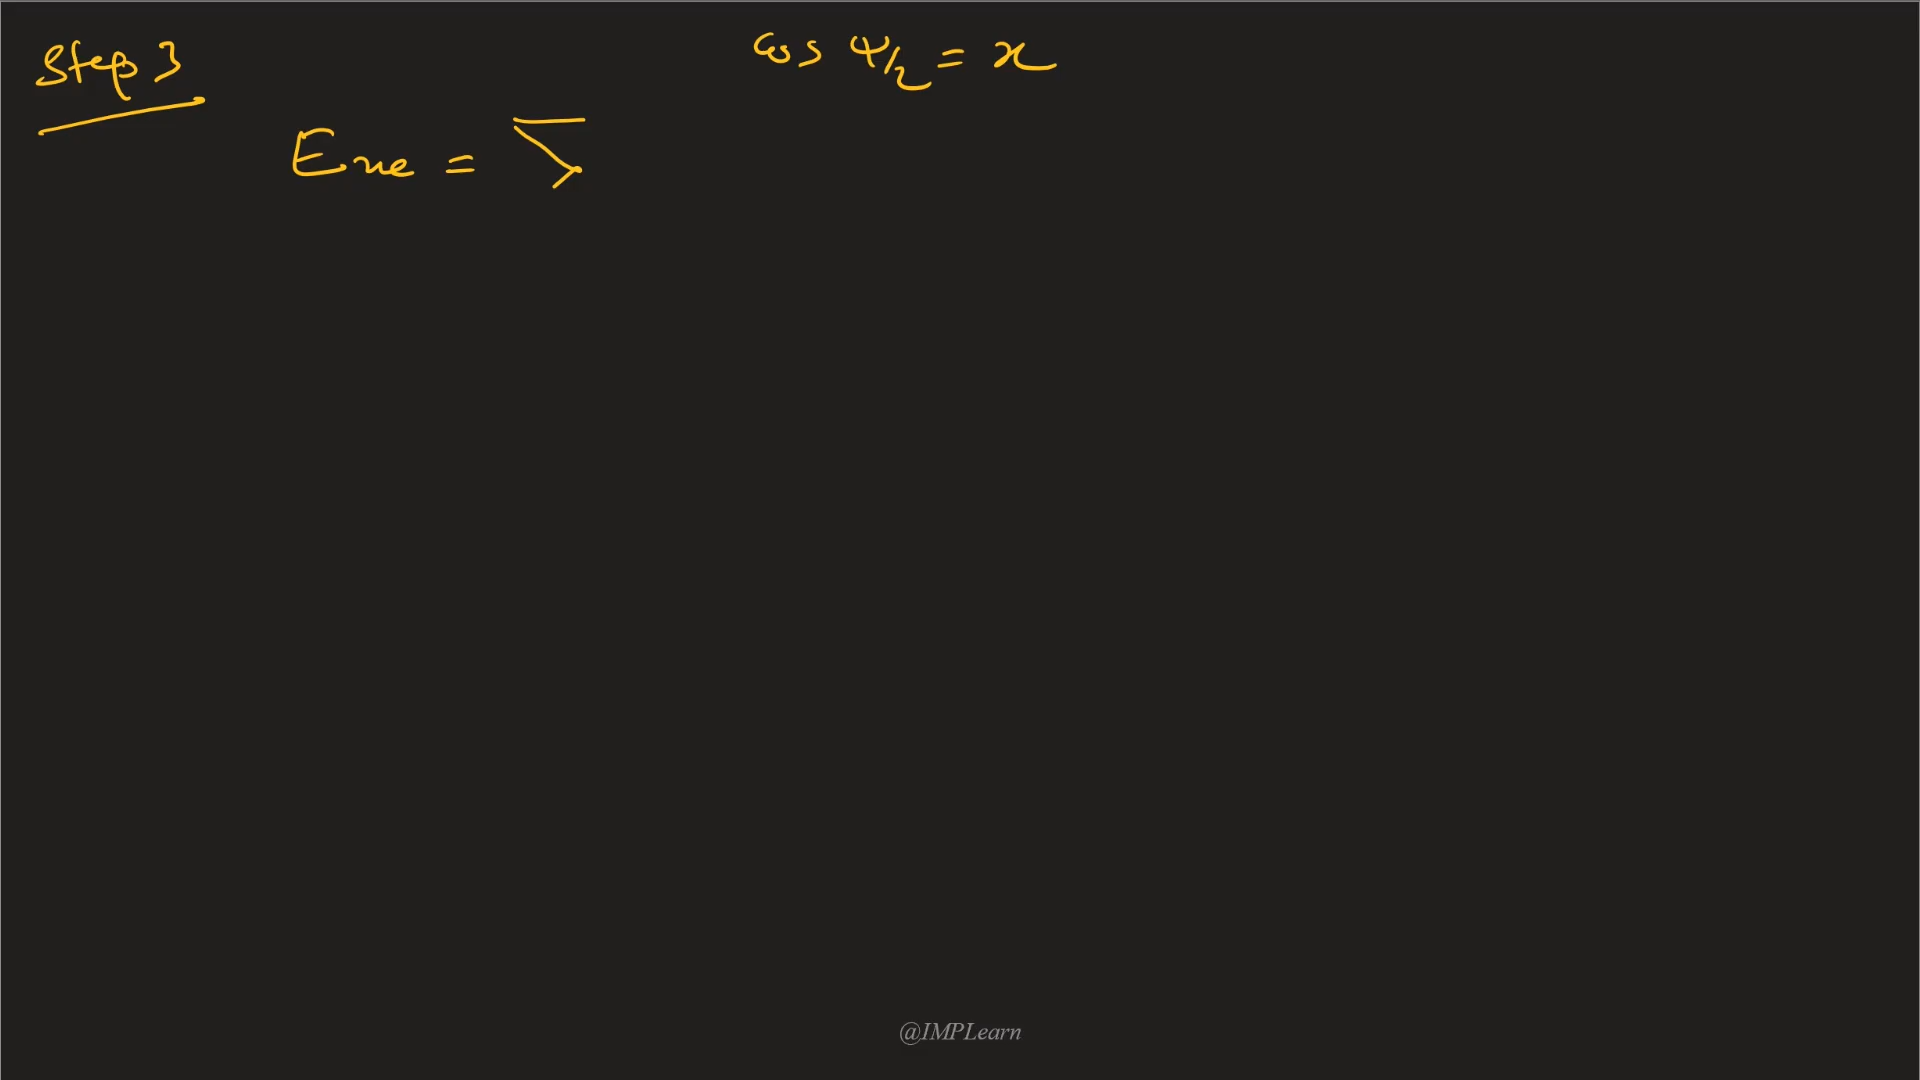 Step 3
cos ψ/2 = x
Ene = Σ
@IMPLearn